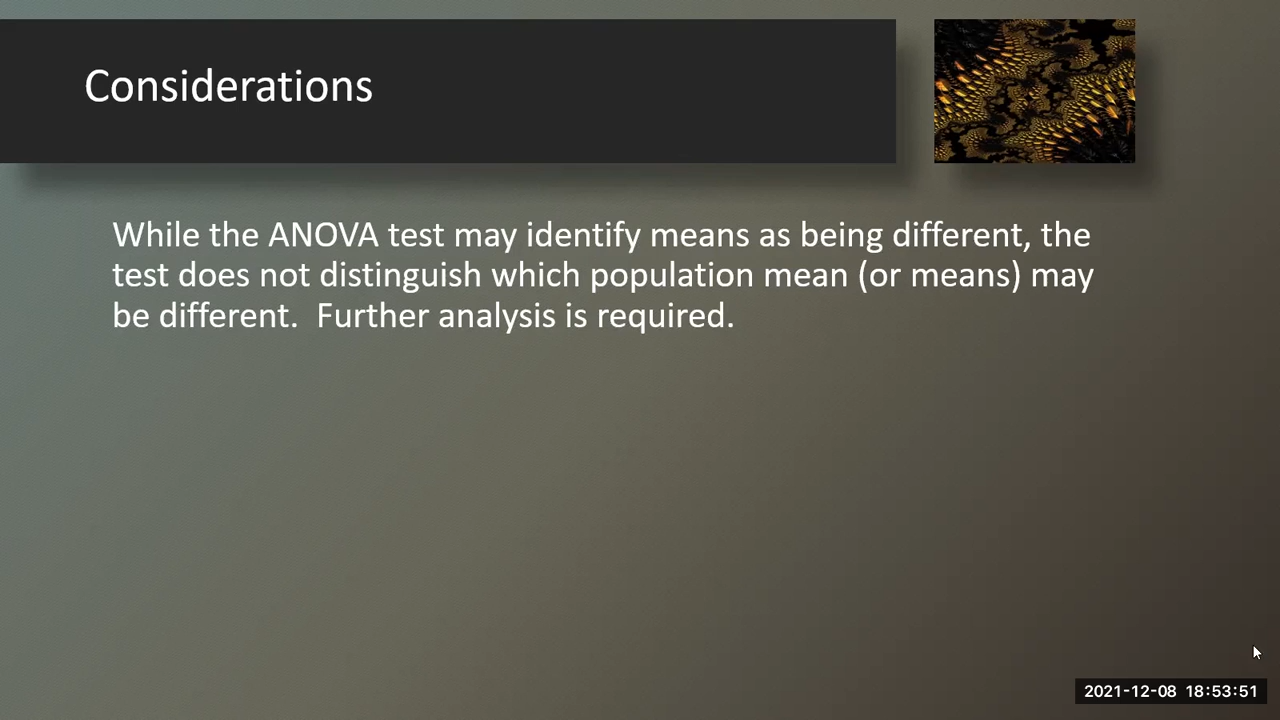 Considerations
While the ANOVA test may identify means as being different, the
test does not distinguish which population mean (or means) may
be different.  Further analysis is required.
2021-12-08 18:53:51